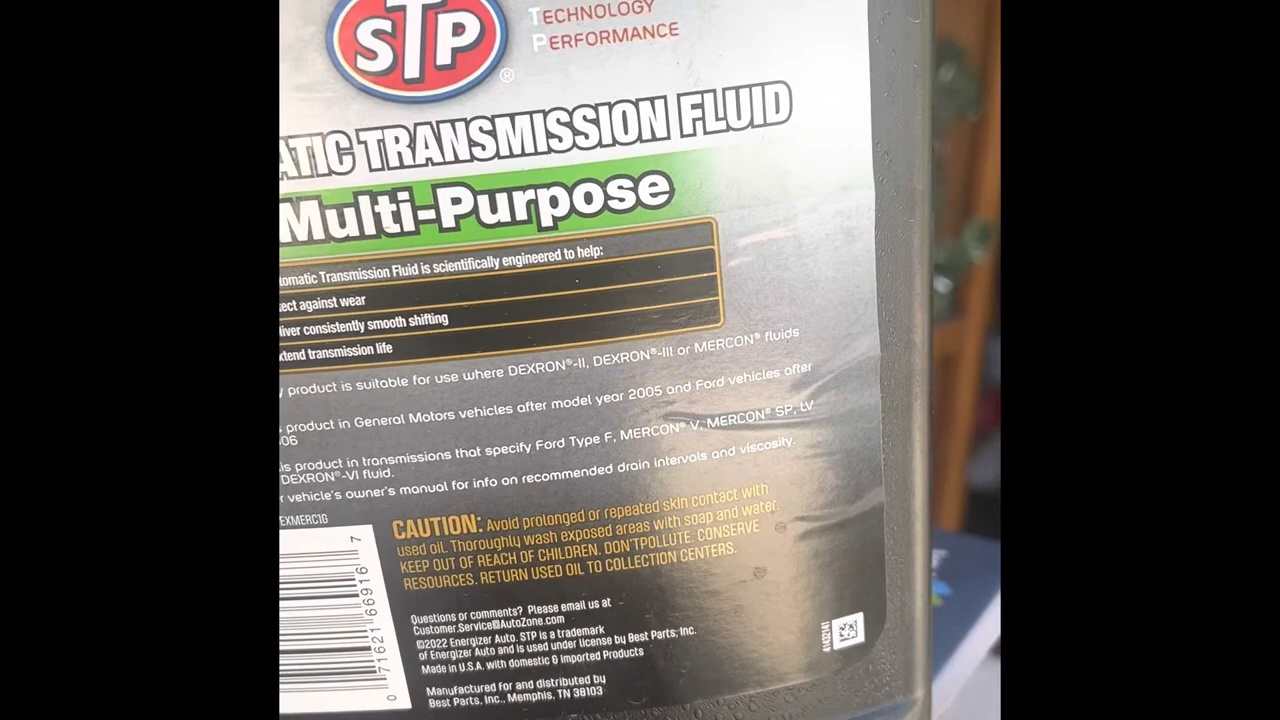 STP
®
TECHNOLOGY
PERFORMANCE
ATIC TRANSMISSION FLUID
Multi-Purpose
tomatic Transmission Fluid is scientifically engineered to help:
tect against wear
liver consistently smooth shifting
xtend transmission life
y product is suitable for use where DEXRON®-II, DEXRON®-III or MERCON® fluids
s product in General Motors vehicles after model year 2005 and Ford vehicles after
06
is product in transmissions that specify Ford Type F, MERCON® V, MERCON® SP, LV
DEXRON®-VI fluid.
r vehicle's owner's manual for info on recommended drain intervals and viscosity.
EXMERC1G
CAUTION: Avoid prolonged or repeated skin contact with
used oil. Thoroughly wash exposed areas with soap and water.
KEEP OUT OF REACH OF CHILDREN. DON'TPOLLUTE. CONSERVE
RESOURCES. RETURN USED OIL TO COLLECTION CENTERS.
0 71621 66916 7
Questions or comments? Please email us at
Customer.Service@AutoZone.com
©2022 Energizer Auto. STP is a trademark
of Energizer Auto and is used under license by Best Parts, Inc.
Made in U.S.A. with domestic & Imported Products
Manufactured for and distributed by
Best Parts, Inc., Memphis, TN 38103
41432141